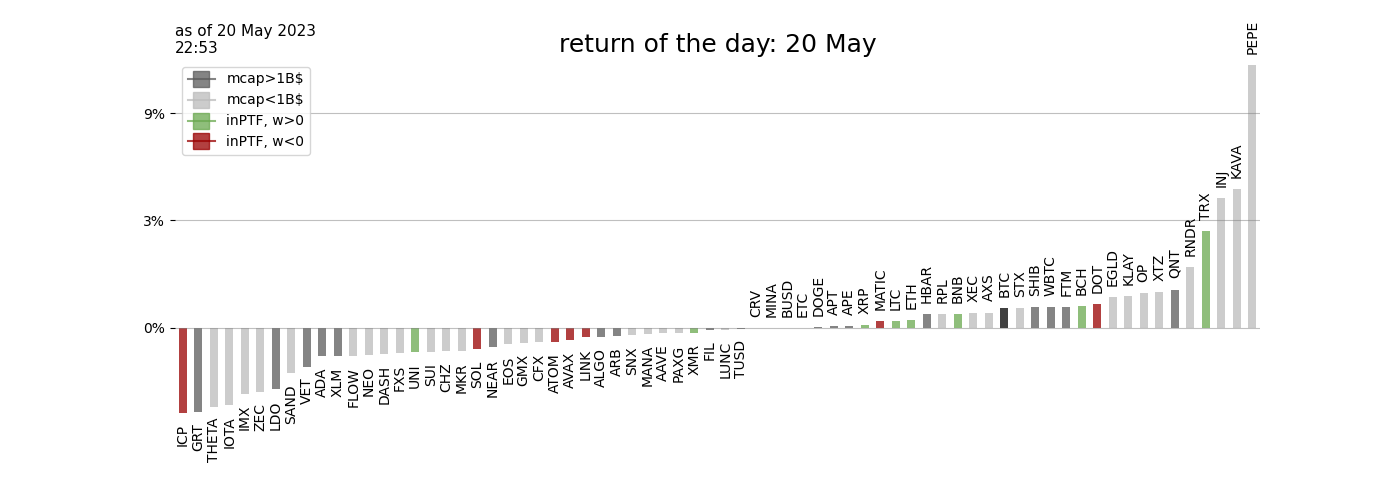 as of 20 May 2023
22:53
return of the day: 20 May
mcap>1B$
mcap<1B$
inPTF, w>0
inPTF, w<0
9%
3%
0%
ICP
GRT
THETA
IOTA
IMX
ZEC
LDO
SAND
VET
ADA
XLM
FLOW
NEO
DASH
FXS
UNI
SUI
CHZ
MKR
SOL
NEAR
EOS
GMX
CFX
ATOM
AVAX
LINK
ALGO
ARB
SNX
MANA
AAVE
PAXG
XMR
FIL
LUNC
TUSD
CRV
MINA
BUSD
ETC
DOGE
APT
APE
XRP
MATIC
LTC
ETH
HBAR
RPL
BNB
XEC
AXS
BTC
STX
SHIB
WBTC
FTM
BCH
DOT
EGLD
KLAY
OP
XTZ
QNT
RNDR
TRX
INJ
KAVA
PEPE